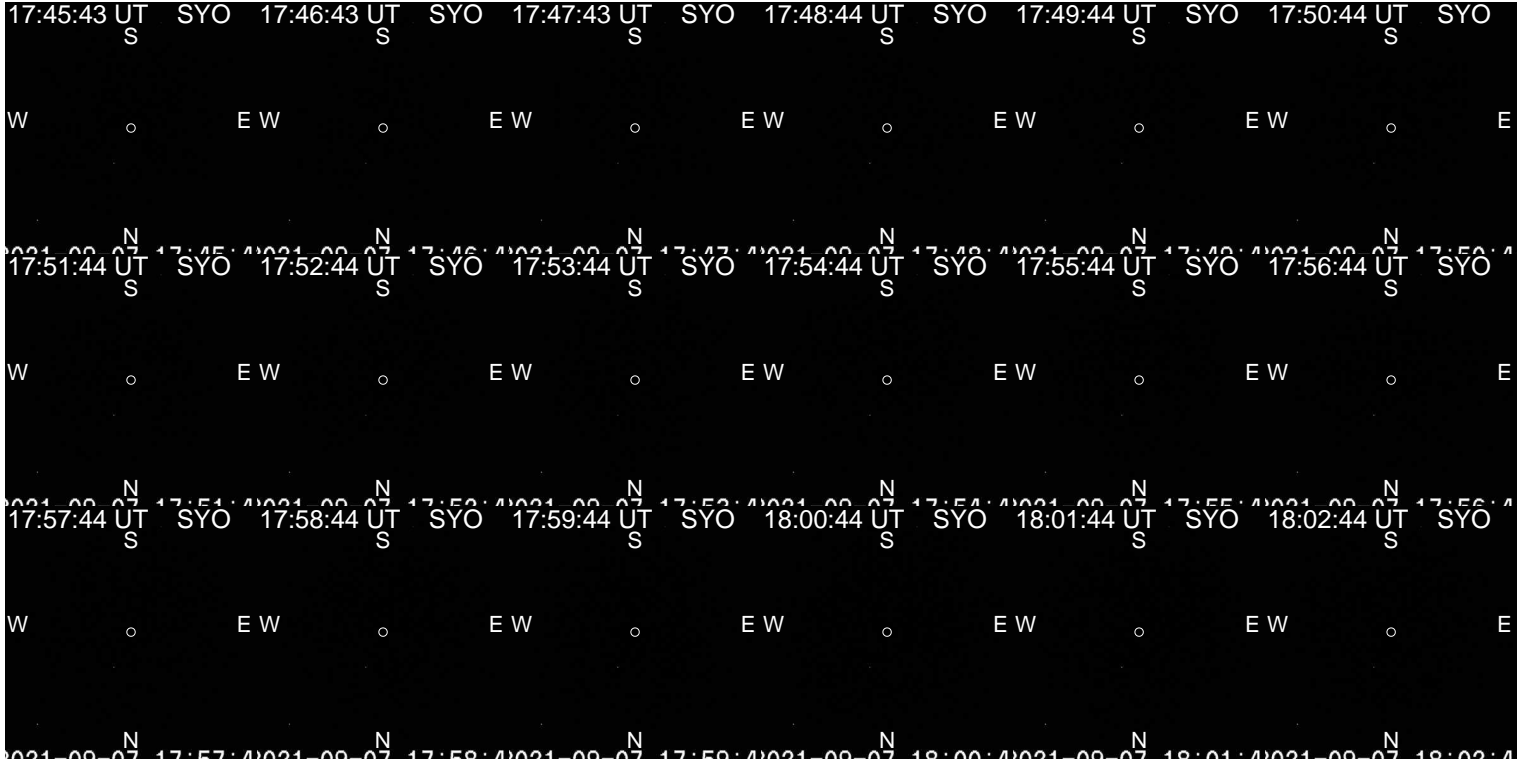 17:45:43 UT SYO 17:46:43 UT SYO 17:47:43 UT SYO 17:48:44 UT SYO 17:49:44 UT SYO 17:50:44 UT SYO
S S S S S S
W E W E W E W E W E W E
N N N N N N
17:51:44 UT SYO 17:52:44 UT SYO 17:53:44 UT SYO 17:54:44 UT SYO 17:55:44 UT SYO 17:56:44 UT SYO
S S S S S S
W E W E W E W E W E W E
N N N N N N
17:57:44 UT SYO 17:58:44 UT SYO 17:59:44 UT SYO 18:00:44 UT SYO 18:01:44 UT SYO 18:02:44 UT SYO
S S S S S S
W E W E W E W E W E W E
N N N N N N